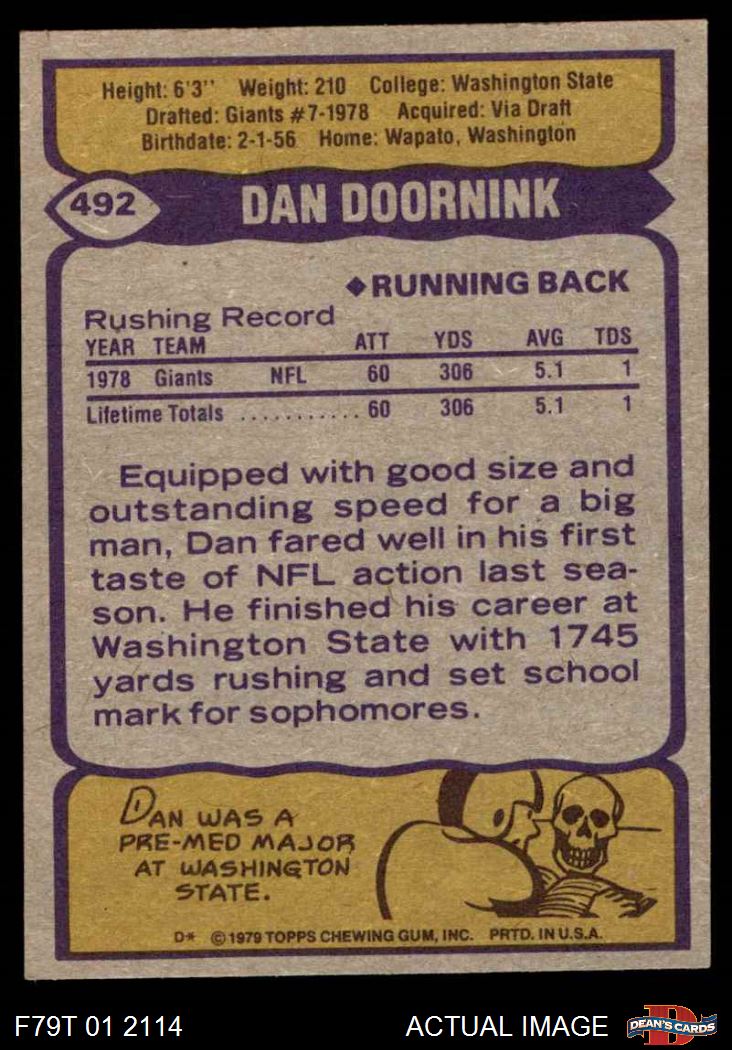 Height: 6'3'' Weight: 210 College: Washington State
Drafted: Giants #7-1978 Acquired: Via Draft
Birthdate: 2-1-56 Home: Wapato, Washington
492 DAN DOORNINK
◆RUNNING BACK
Rushing Record
YEAR TEAM ATT YDS AVG TDS
1978 Giants NFL 60 306 5.1 1
Lifetime Totals ........... 60 306 5.1 1
Equipped with good size and
outstanding speed for a big
man, Dan fared well in his first
taste of NFL action last sea-
son. He finished his career at
Washington State with 1745
yards rushing and set school
mark for sophomores.
DAN WAS A
PRE-MED MAJOR
AT WASHINGTON
STATE.
D* ©1979 TOPPS CHEWING GUM, INC. PRTD. IN U.S.A.
F79T 01 2114 ACTUAL IMAGE DEAN'S CARDS